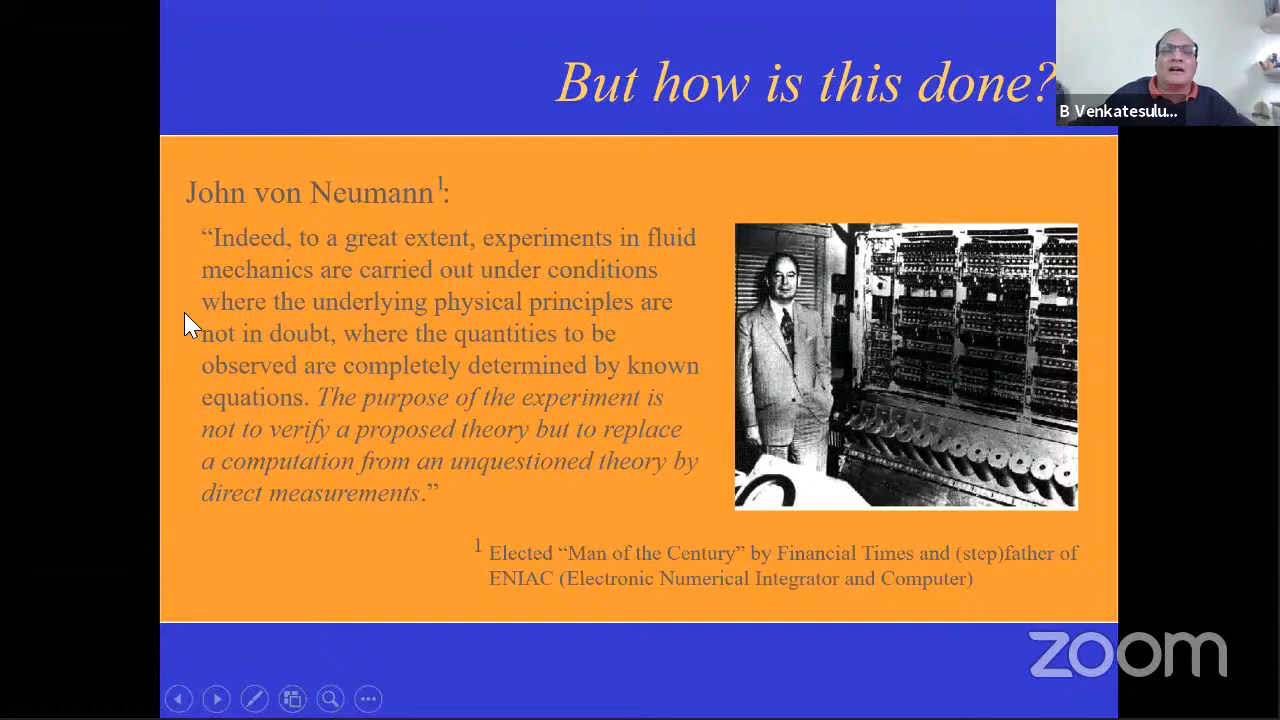 But how is this done?
B Venkatesulu...
John von Neumann1:
“Indeed, to a great extent, experiments in fluid
mechanics are carried out under conditions
where the underlying physical principles are
not in doubt, where the quantities to be
observed are completely determined by known
equations. The purpose of the experiment is
not to verify a proposed theory but to replace
a computation from an unquestioned theory by
direct measurements.”
1 Elected “Man of the Century” by Financial Times and (step)father of
ENIAC (Electronic Numerical Integrator and Computer)
zoom